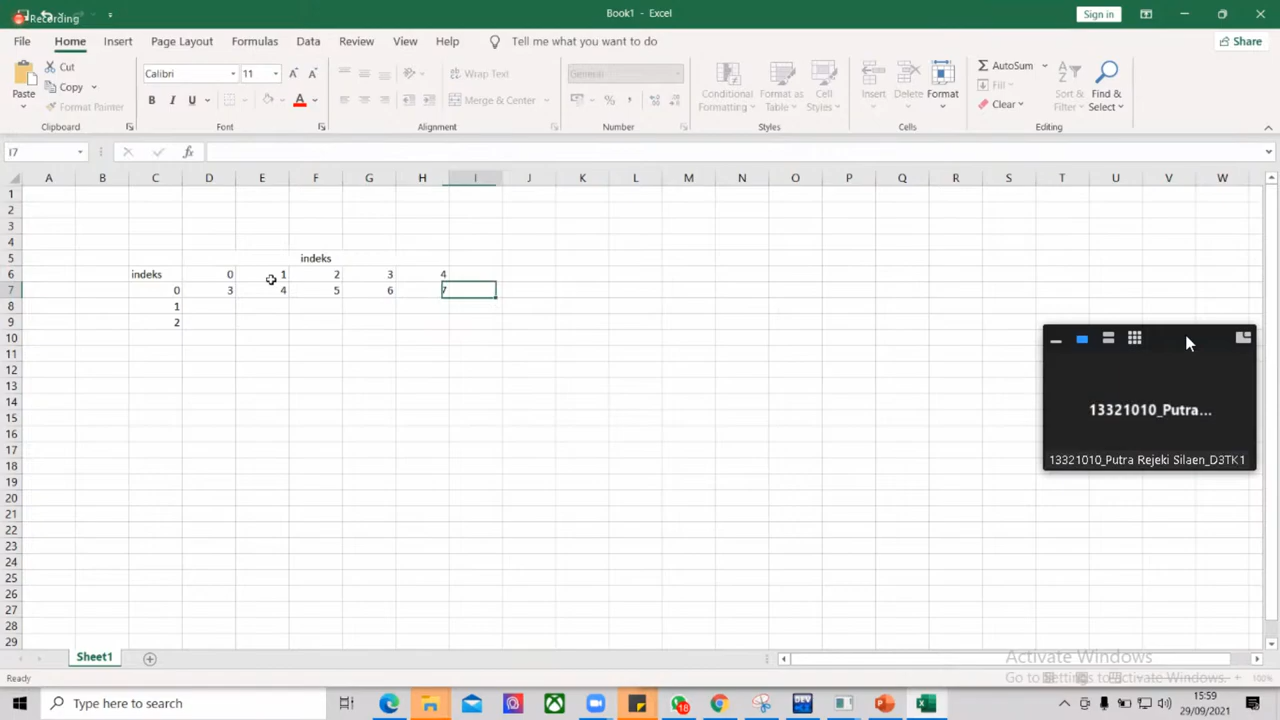 Recording
Book1 - Excel
Sign in
File Home Insert Page Layout Formulas Data Review View Help Tell me what you want to do Share
Paste
Cut
Copy
Format Painter
Calibri 11
B I U
Wrap Text
Merge & Center
General
Conditional Formatting
Format as Table
Cell Styles
Insert
Delete
Format
AutoSum
Fill
Clear
Sort & Filter
Find & Select
Clipboard Font Alignment Number Styles Cells Editing
I7
fx
A B C D E F G H I J K L M N O P Q R S T U V W
1
2
3
4
5 indeks
6 indeks 0 1 2 3 4
7 0 3 4 5 6 7
8 1
9 2
10
11
12
13
14
15
16
17
18
19
20
21
22
23
24
25
26
27
28
29
13321010_Putra...
13321010_Putra Rejeki Silaen_D3TK1
Sheet1
Activate Windows
Go to Settings to activate Windows.
Ready
100%
Type here to search
18
15:59
29/09/2021